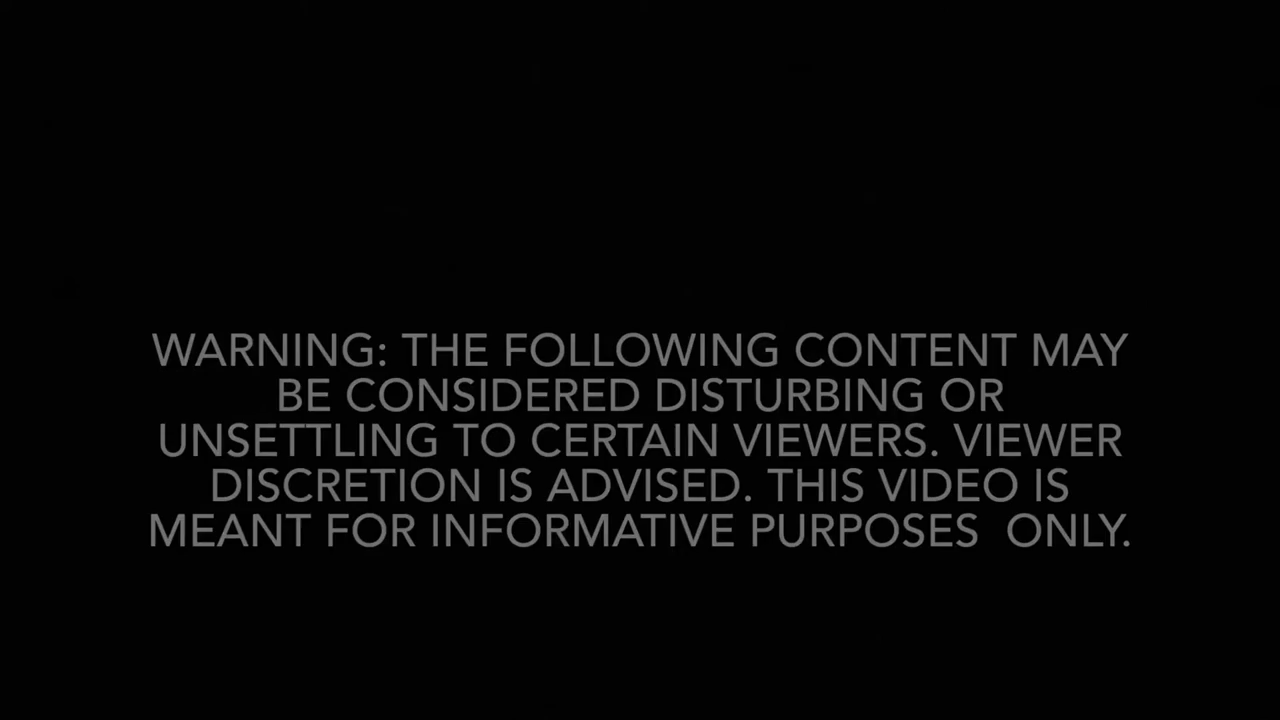 WARNING: THE FOLLOWING CONTENT MAY
BE CONSIDERED DISTURBING OR
UNSETTLING TO CERTAIN VIEWERS. VIEWER
DISCRETION IS ADVISED. THIS VIDEO IS
MEANT FOR INFORMATIVE PURPOSES  ONLY.